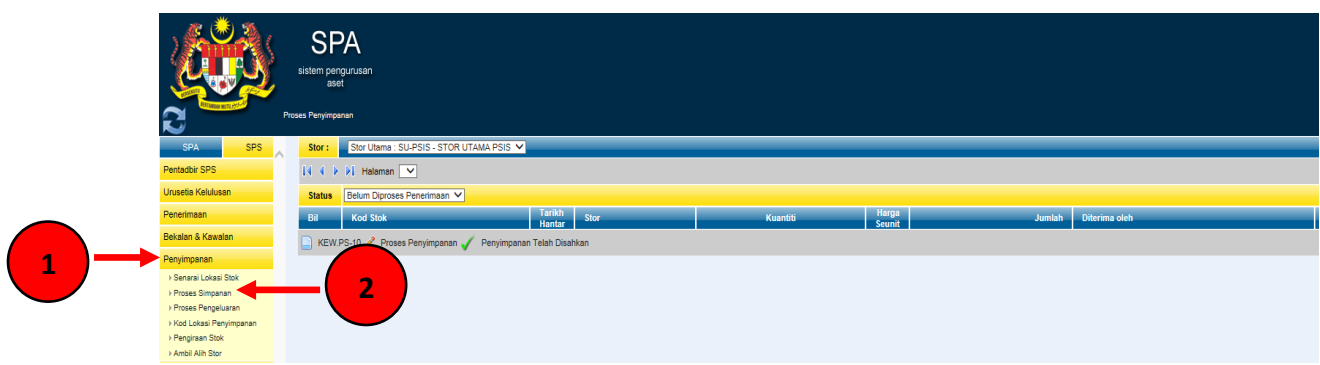 SPA
sistem pengurusan
aset
BERSEKUTU BERTAMBAH MUTU
Proses Penyimpanan
SPA SPS
Stor : Stor Utama : SU-PSIS - STOR UTAMA PSIS
Pentadbir SPS
Halaman
Urusetia Kelulusan
Status Belum Diproses Penerimaan
Penerimaan
Bil Kod Stok Tarikh Hantar Stor Kuantiti Harga Seunit Jumlah Diterima oleh
Bekalan & Kawalan
KEW.PS-10 Proses Penyimpanan Penyimpanan Telah Disahkan
Penyimpanan
1
Senarai Lokasi Stok
Proses Simpanan
2
Proses Pengeluaran
Kod Lokasi Penyimpanan
Pengiraan Stok
Ambil Alih Stor